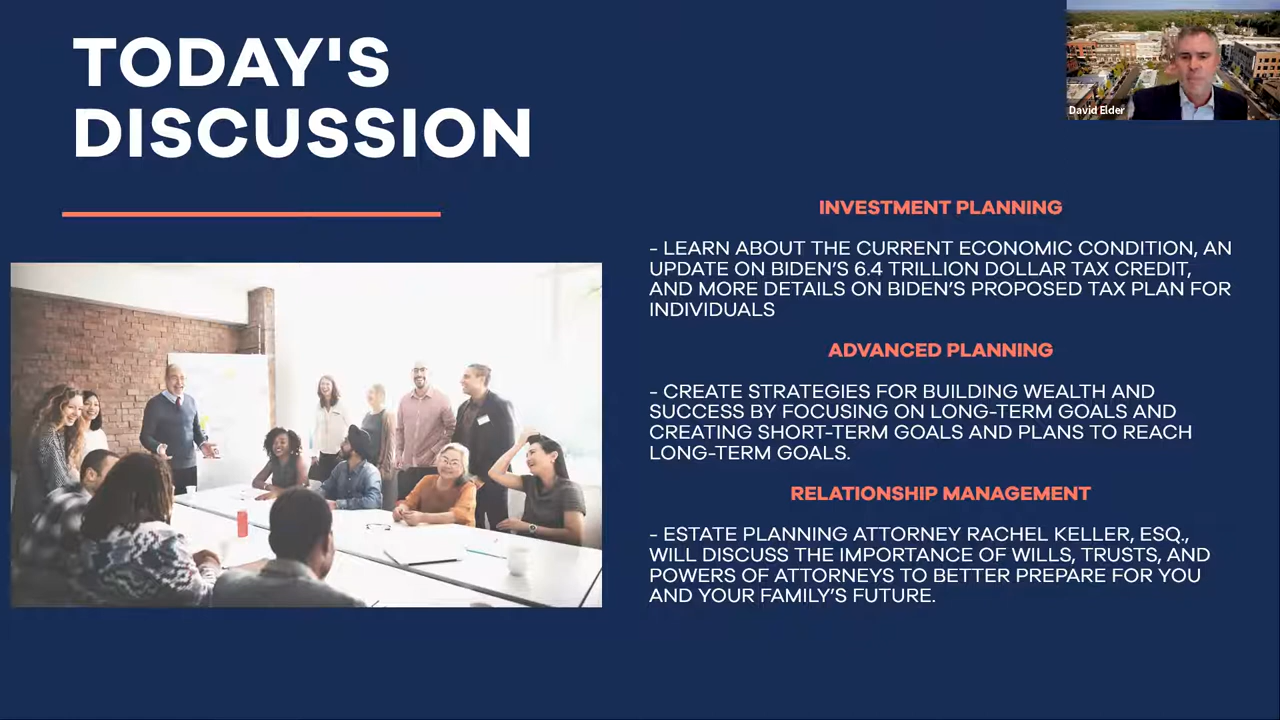 TODAY'S
DISCUSSION
David Elder
INVESTMENT PLANNING
- LEARN ABOUT THE CURRENT ECONOMIC CONDITION, AN
UPDATE ON BIDEN'S 6.4 TRILLION DOLLAR TAX CREDIT,
AND MORE DETAILS ON BIDEN'S PROPOSED TAX PLAN FOR
INDIVIDUALS
ADVANCED PLANNING
- CREATE STRATEGIES FOR BUILDING WEALTH AND
SUCCESS BY FOCUSING ON LONG-TERM GOALS AND
CREATING SHORT-TERM GOALS AND PLANS TO REACH
LONG-TERM GOALS.
RELATIONSHIP MANAGEMENT
- ESTATE PLANNING ATTORNEY RACHEL KELLER, ESQ.,
WILL DISCUSS THE IMPORTANCE OF WILLS, TRUSTS, AND
POWERS OF ATTORNEYS TO BETTER PREPARE FOR YOU
AND YOUR FAMILY'S FUTURE.